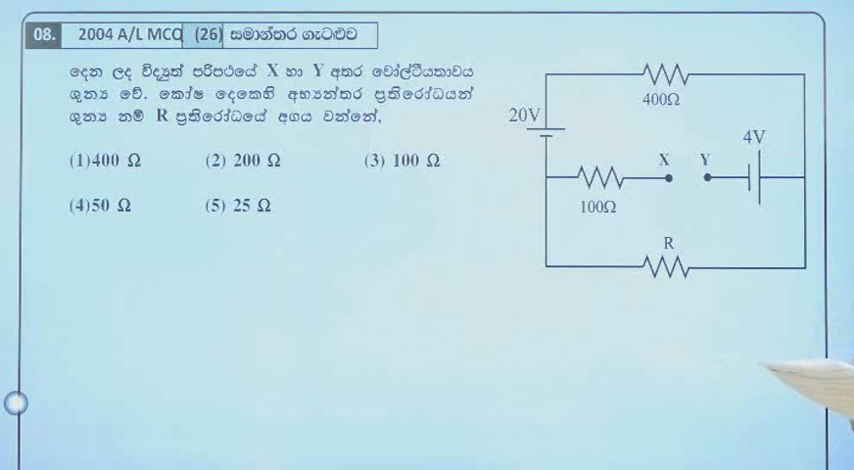 08. 2004 A/L MCQ (26) සමාන්තර ගැටළුව
දෙන ලද විද්‍යුත් පරිපථයේ X හා Y අතර වෝල්ටීයතාවය
ශුන්‍ය වේ. කෝෂ දෙකෙහි අභ්‍යන්තර ප්‍රතිරෝධයන්
ශුන්‍ය නම් R ප්‍රතිරෝධයේ අගය වන්නේ,
(1)400 Ω (2) 200 Ω (3) 100 Ω
(4)50 Ω (5) 25 Ω
400Ω
20V
4V
X Y
100Ω
R